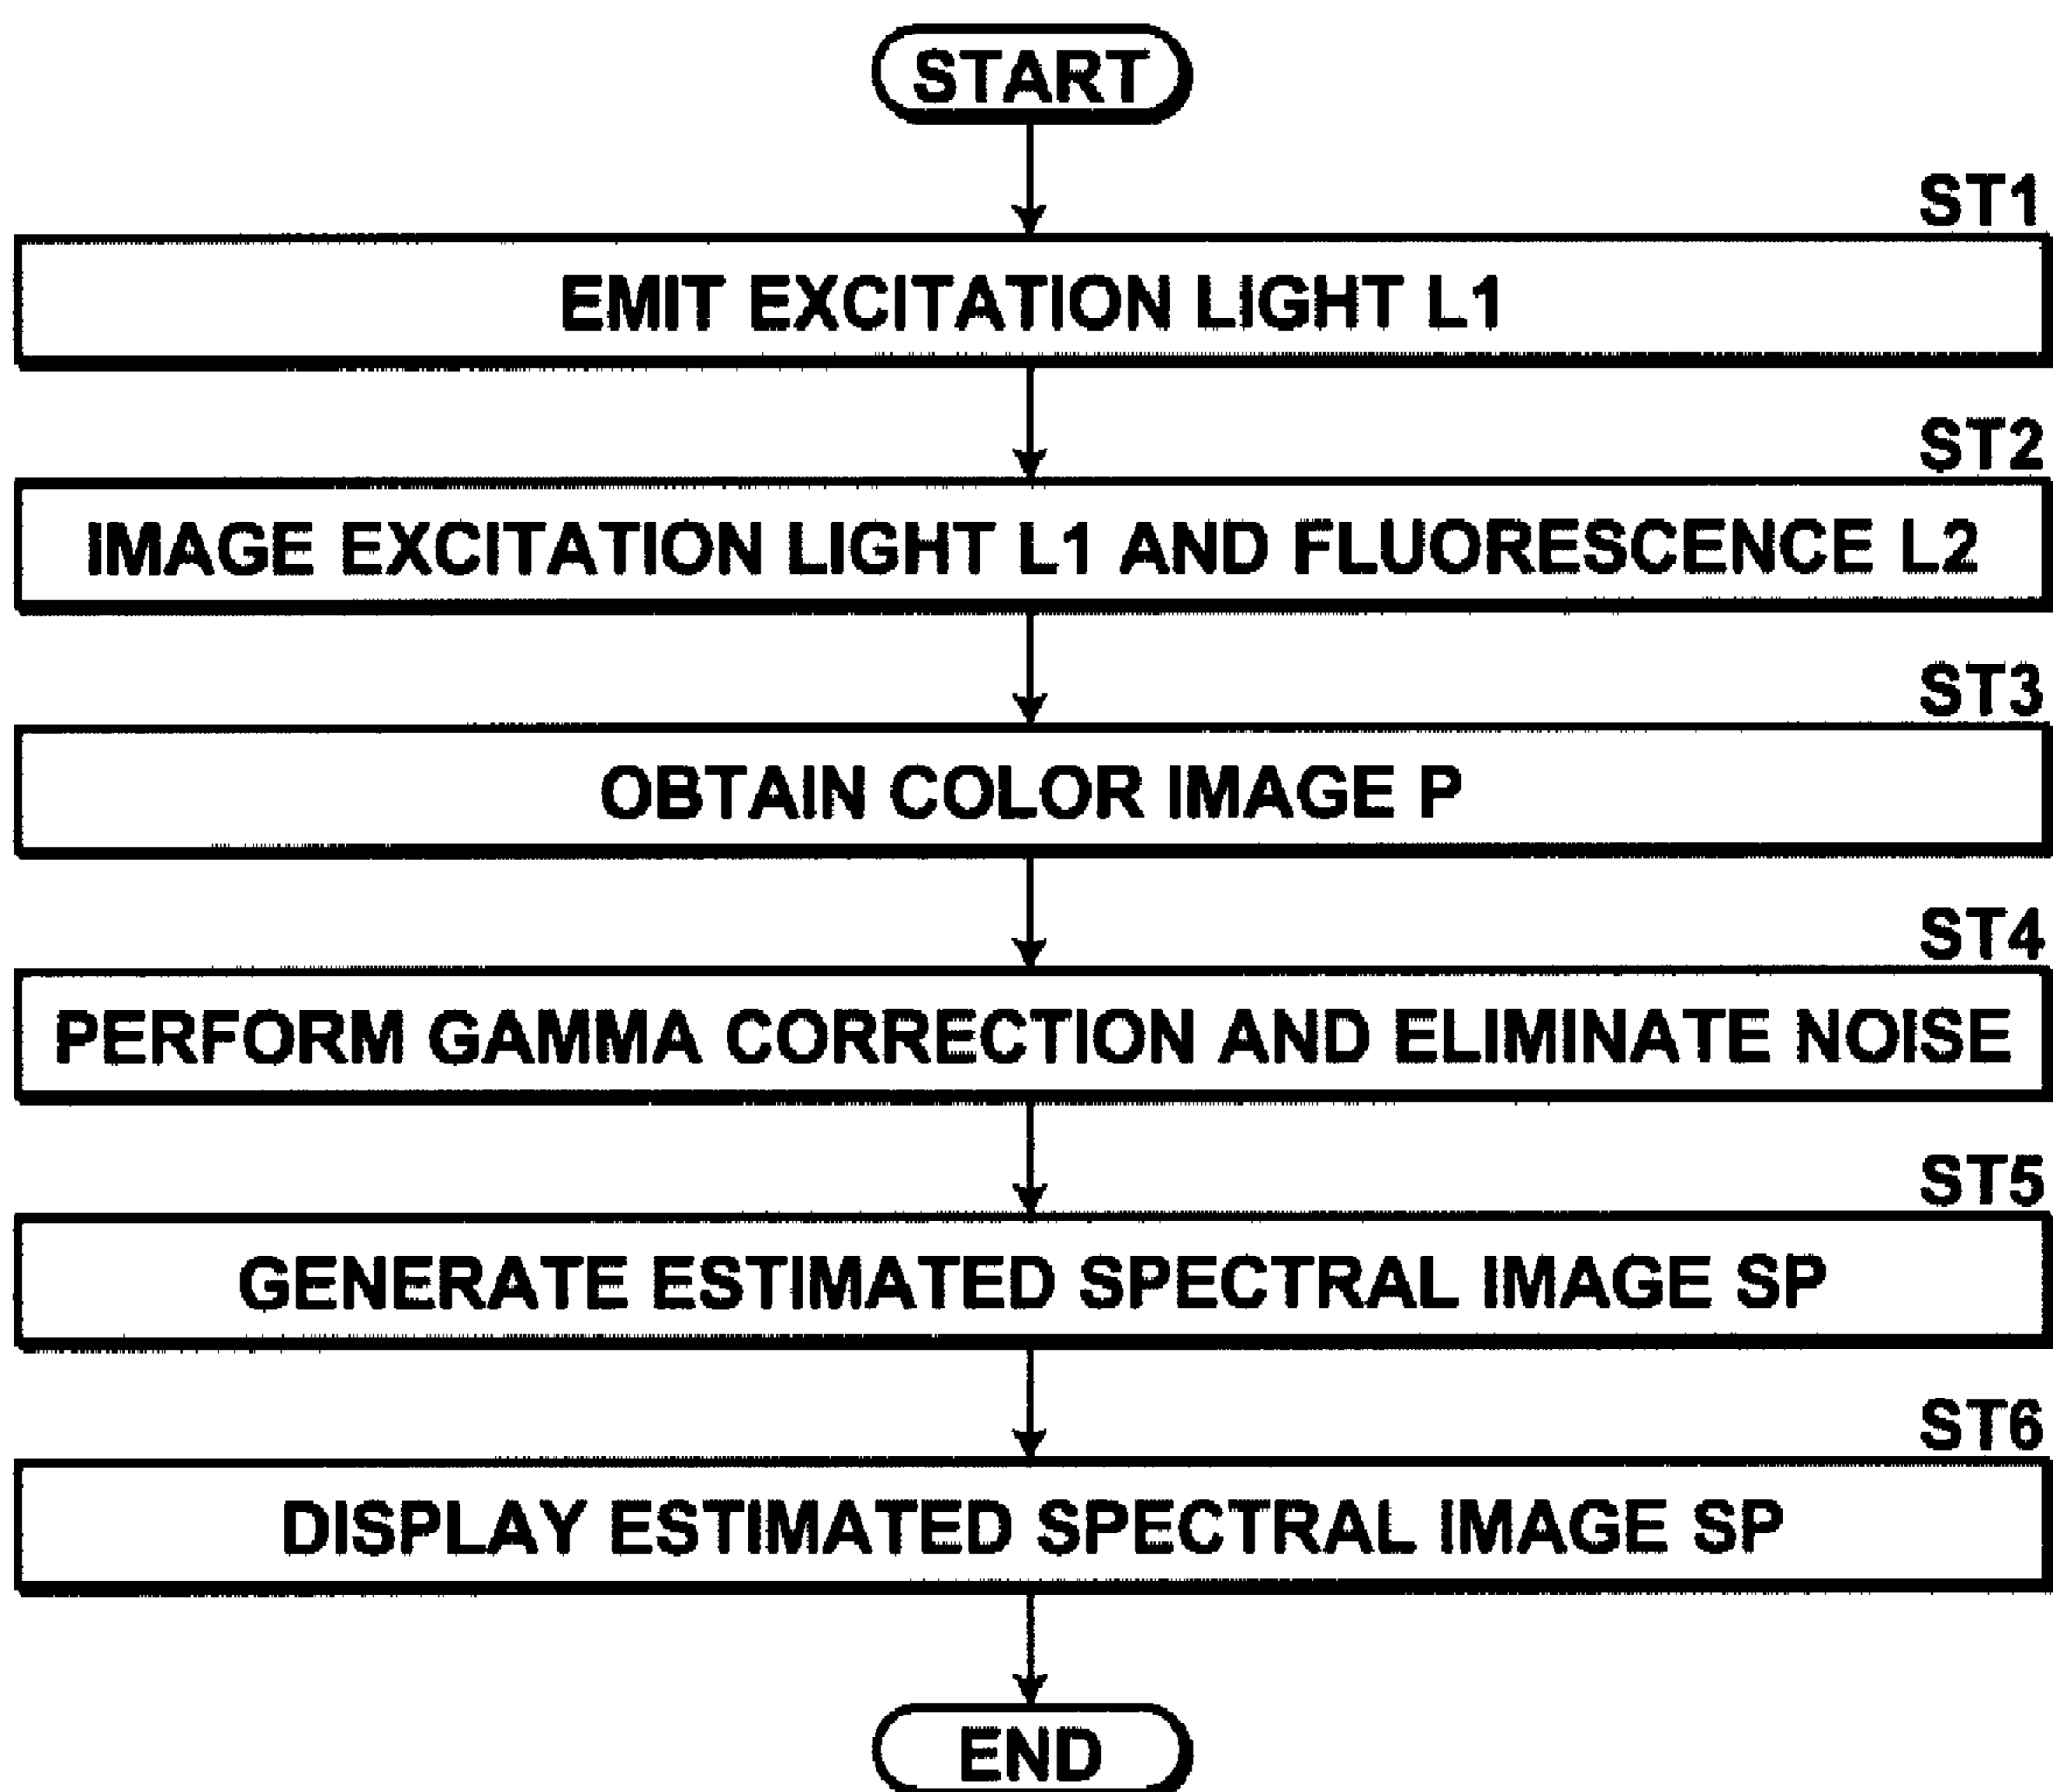 START
ST1
EMIT EXCITATION LIGHT L1
ST2
IMAGE EXCITATION LIGHT L1 AND FLUORESCENCE L2
ST3
OBTAIN COLOR IMAGE P
ST4
PERFORM GAMMA CORRECTION AND ELIMINATE NOISE
ST5
GENERATE ESTIMATED SPECTRAL IMAGE SP
ST6
DISPLAY ESTIMATED SPECTRAL IMAGE SP
END